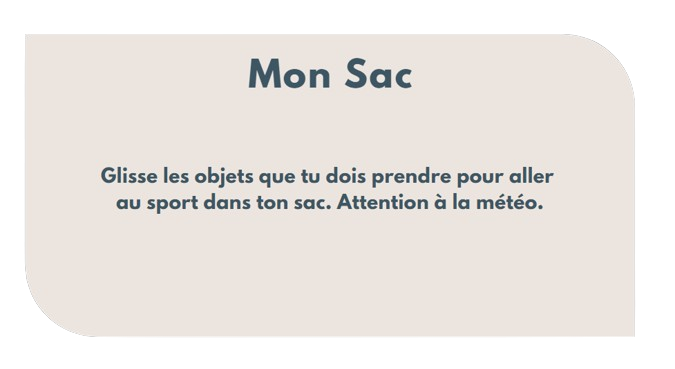 Mon Sac
Glisse les objets que tu dois prendre pour aller
au sport dans ton sac. Attention à la météo.